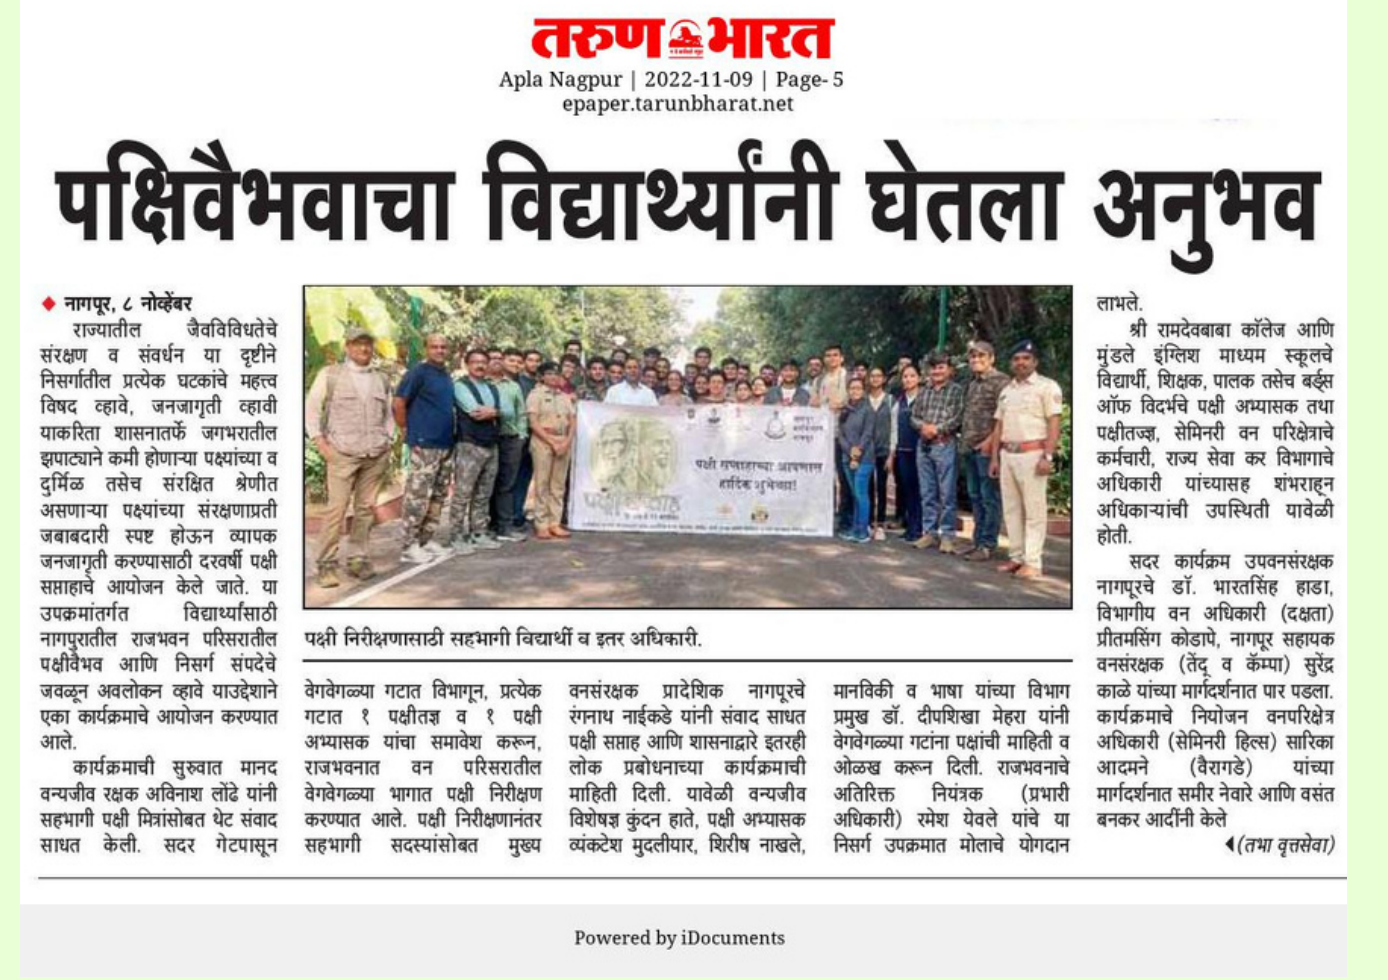 तरुण भारत
Apla Nagpur | 2022-11-09 | Page- 5
epaper.tarunbharat.net
पक्षिवैभवाचा विद्यार्थ्यांनी घेतला अनुभव
नागपूर, ८ नोव्हेंबर
राज्यातील जैवविविधतेचे
संरक्षण व संवर्धन या दृष्टीने
निसर्गातील प्रत्येक घटकांचे महत्त्व
विषद व्हावे, जनजागृती व्हावी
याकरिता शासनातर्फे जगभरातील
झपाट्याने कमी होणाऱ्या पक्ष्यांच्या व
दुर्मिळ तसेच संरक्षित श्रेणीत
असणाऱ्या पक्ष्यांच्या संरक्षणाप्रती
जबाबदारी स्पष्ट होऊन व्यापक
जनजागृती करण्यासाठी दरवर्षी पक्षी
सप्ताहाचे आयोजन केले जाते. या
उपक्रमांतर्गत विद्यार्थ्यांसाठी
नागपुरातील राजभवन परिसरातील
पक्षीवैभव आणि निसर्ग संपदेचे
जवळून अवलोकन व्हावे याउद्देशाने
एका कार्यक्रमाचे आयोजन करण्यात
आले.
कार्यक्रमाची सुरुवात मानद
वन्यजीव रक्षक अविनाश लोंढे यांनी
सहभागी पक्षी मित्रांसोबत थेट संवाद
साधत केली. सदर गेटपासून
पक्षी सप्ताहाच्या आपणास
हार्दिक शुभेच्छा!
पक्षी सप्ताह
पक्षी निरीक्षणासाठी सहभागी विद्यार्थी व इतर अधिकारी.
वेगवेगळ्या गटात विभागून, प्रत्येक
गटात १ पक्षीतज्ञ व १ पक्षी
अभ्यासक यांचा समावेश करून,
राजभवनात वन परिसरातील
वेगवेगळ्या भागात पक्षी निरीक्षण
करण्यात आले. पक्षी निरीक्षणानंतर
सहभागी सदस्यांसोबत मुख्य
वनसंरक्षक प्रादेशिक नागपूरचे
रंगनाथ नाईकडे यांनी संवाद साधत
पक्षी सप्ताह आणि शासनाद्वारे इतरही
लोक प्रबोधनाच्या कार्यक्रमाची
माहिती दिली. यावेळी वन्यजीव
विशेषज्ञ कुंदन हाते, पक्षी अभ्यासक
व्यंकटेश मुदलीयार, शिरीष नाखले,
मानविकी व भाषा यांच्या विभाग
प्रमुख डॉ. दीपशिखा मेहरा यांनी
वेगवेगळ्या गटांना पक्षांची माहिती व
ओळख करून दिली. राजभवनाचे
अतिरिक्त नियंत्रक (प्रभारी
अधिकारी) रमेश येवले यांचे या
निसर्ग उपक्रमात मोलाचे योगदान
लाभले.
श्री रामदेवबाबा कॉलेज आणि
मुंडले इंग्लिश माध्यम स्कूलचे
विद्यार्थी, शिक्षक, पालक तसेच बर्ड्स
ऑफ विदर्भचे पक्षी अभ्यासक तथा
पक्षीतज्ज्ञ, सेमिनरी वन परिक्षेत्राचे
कर्मचारी, राज्य सेवा कर विभागाचे
अधिकारी यांच्यासह शंभराहून
अधिकाऱ्यांची उपस्थिती यावेळी
होती.
सदर कार्यक्रम उपवनसंरक्षक
नागपूरचे डॉ. भारतसिंह हाडा,
विभागीय वन अधिकारी (दक्षता)
प्रीतमसिंग कोडापे, नागपूर सहायक
वनसंरक्षक (तेंदू व कॅम्पा) सुरेंद्र
काळे यांच्या मार्गदर्शनात पार पडला.
कार्यक्रमाचे नियोजन वनपरिक्षेत्र
अधिकारी (सेमिनरी हिल्स) सारिका
आदमने (वैरागडे) यांच्या
मार्गदर्शनात समीर नेवारे आणि वसंत
बनकर आदींनी केले
(तभा वृत्तसेवा)
Powered by iDocuments